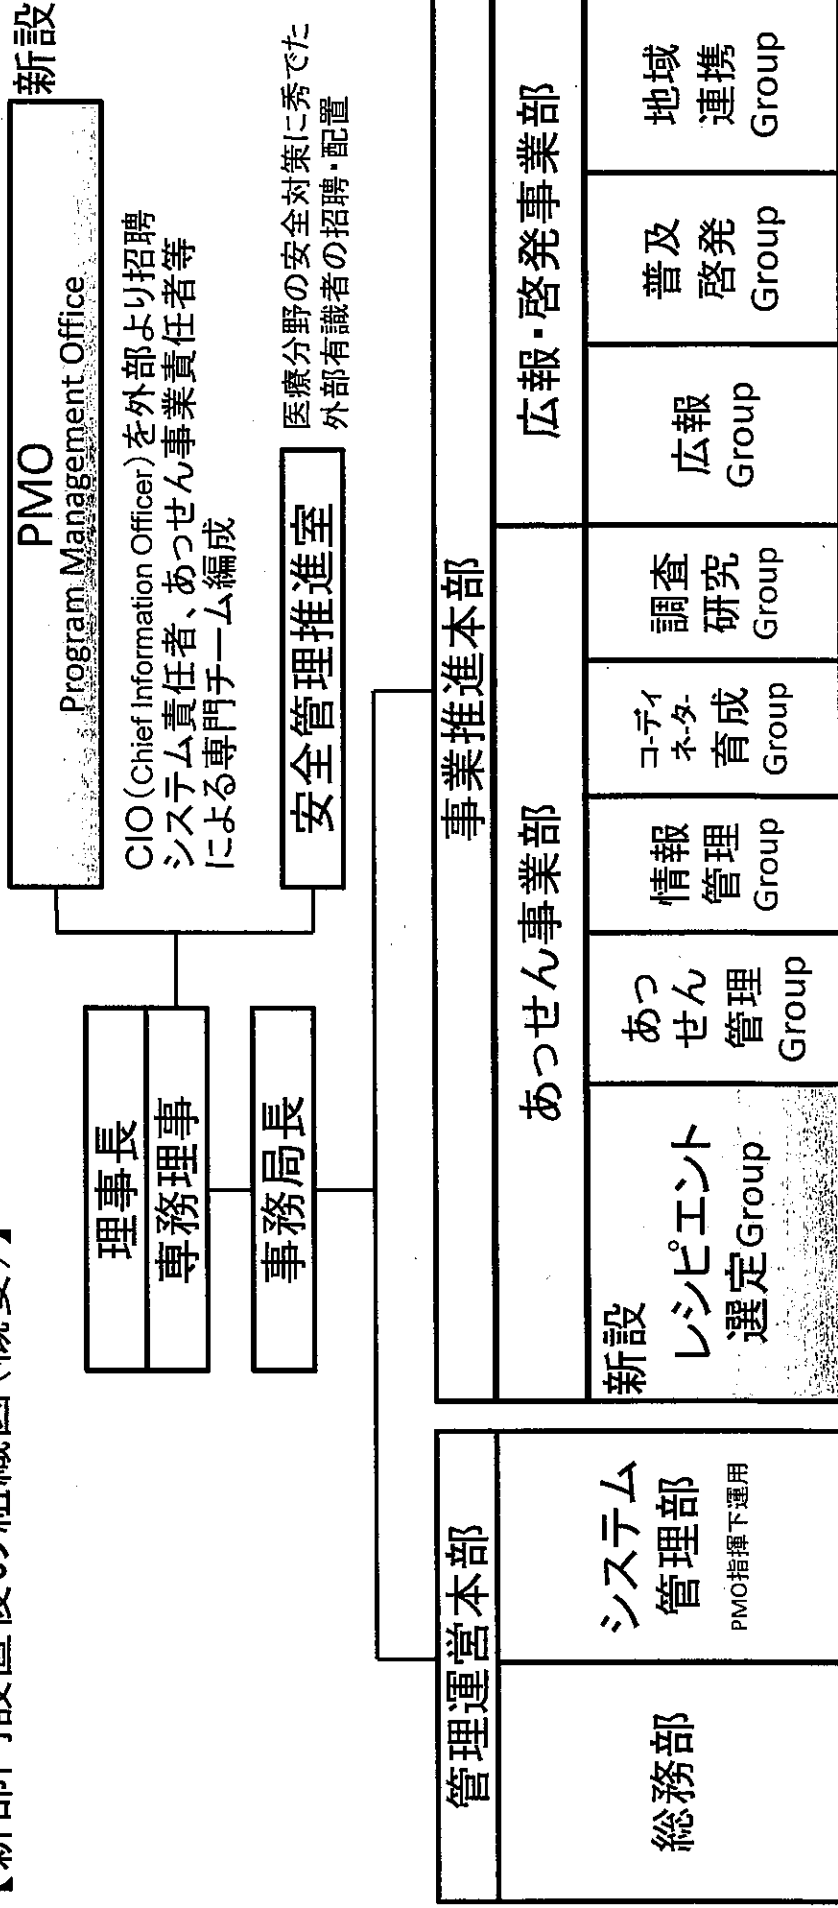 【新部門設置後の組織図(概要)】
新設
PMO
Program Management Office
CIO(Chief Information Officer)を外部より招聘
システム責任者、あっせん事業責任者等
による専門チーム編成
理事長
専務理事
安全管理推進室
医療分野の安全対策に秀でた
外部有識者の招聘・配置
事務局長
管理運営本部
総務部
システム
管理部
PMO指揮下運用
事業推進本部
あっせん事業部
新設
レシピエント
選定Group
あっ
せん
管理
Group
情報
管理
Group
コーディ
ネーター
育成
Group
調査
研究
Group
広報・啓発事業部
広報
Group
普及
啓発
Group
地域
連携
Group